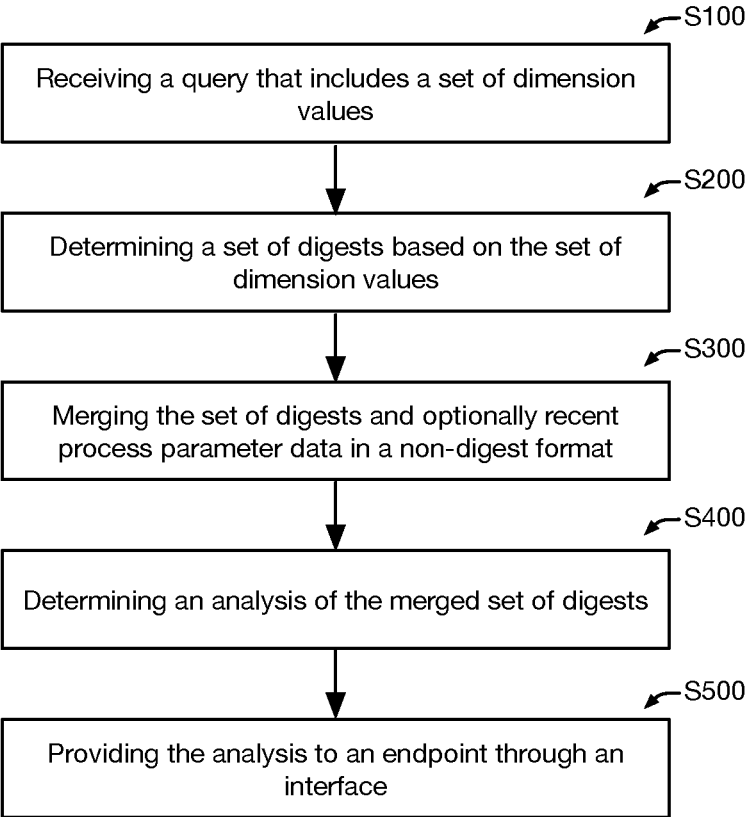 S100
Receiving a query that includes a set of dimension
values
S200
Determining a set of digests based on the set of
dimension values
S300
Merging the set of digests and optionally recent
process parameter data in a non-digest format
S400
Determining an analysis of the merged set of digests
S500
Providing the analysis to an endpoint through an
interface